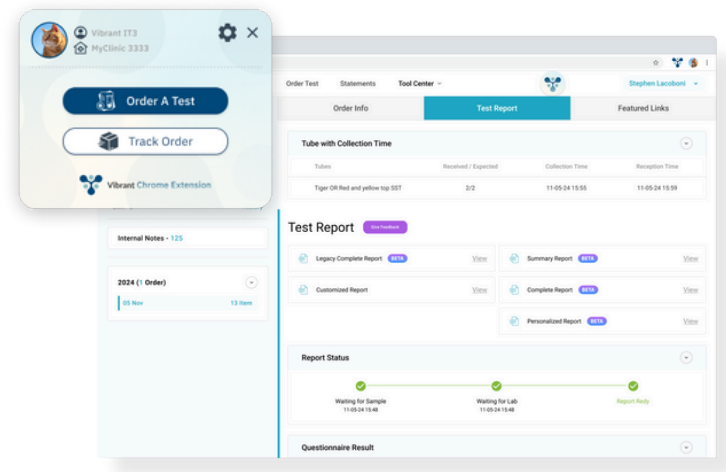 Vibrant IT3
MyClinic 3333
Order A Test
Track Order
Vibrant Chrome Extension
Order Test Statements Tool Center Stephen Lacoboni
Order Info Test Report Featured Links
Tube with Collection Time
Tubes Received / Expected Collection Time Reception Time
Tiger OR Red and yellow top SST 2/2 11-05-24 15:55 11-05-24 15:59
Internal Notes - 125
2024 (1 Order)
05 Nov 13 Item
Test Report Give Feedback
Legacy Complete Report BETA View Summary Report BETA View
Customized Report View Complete Report BETA View
Personalized Report BETA View
Report Status
Waiting for Sample Waiting for Lab Report Redy
11-05-24 15:48 11-05-24 15:48
Questionnaire Result